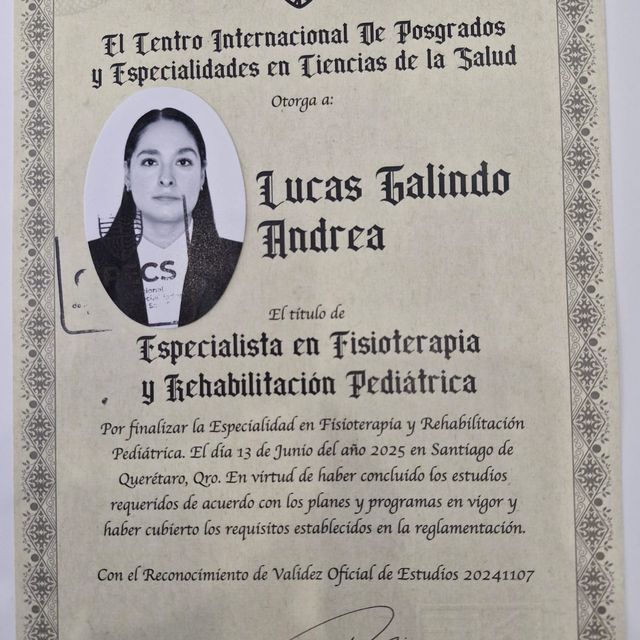 El Centro Internacional De Posgrados
y Especialidades en Ciencias de la Salud
Otorga a:
Lucas Galindo
Andrea
CS
El título de
Especialista en Fisioterapia
y Rehabilitación Pediátrica
Por finalizar la Especialidad en Fisioterapia y Rehabilitación
Pediátrica. El día 13 de Junio del año 2025 en Santiago de
Querétaro, Qro. En virtud de haber concluido los estudios
requeridos de acuerdo con los planes y programas en vigor y
haber cubierto los requisitos establecidos en la reglamentación.
Con el Reconocimiento de Validez Oficial de Estudios 20241107